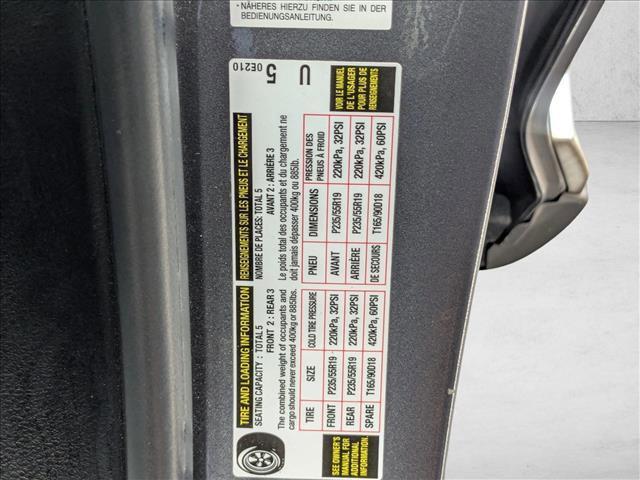 • NÄHERES HIERZU FINDEN SIE IN DER
BEDIENUNGSANLEITUNG.
TIRE AND LOADING INFORMATION
SEATING CAPACITY : TOTAL 5
FRONT 2 : REAR 3
The combined weight of occupants and
cargo should never exceed 400kg or 885lbs.
TIRE SIZE COLD TIRE PRESSURE
FRONT P235/55R19 220kPa, 32PSI
REAR P235/55R19 220kPa, 32PSI
SPARE T165/90D18 420kPa, 60PSI
SEE OWNER'S
MANUAL FOR
ADDITIONAL
INFORMATION.
RENSEIGNEMENTS SUR LES PNEUS ET LE CHARGEMENT
NOMBRE DE PLACES: TOTAL 5
AVANT 2 : ARRIÈRE 3
Le poids total des occupants et du chargement ne
doit jamais dépasser 400kg ou 885lb.
PNEU DIMENSIONS PRESSION DES
PNEUS À FROID
AVANT P235/55R19 220kPa, 32PSI
ARRIÈRE P235/55R19 220kPa, 32PSI
DE SECOURS T165/90D18 420kPa, 60PSI
VOIR LE MANUEL
DE L'USAGER
POUR PLUS DE
RENSEIGNEMENTS
5 U
0E210